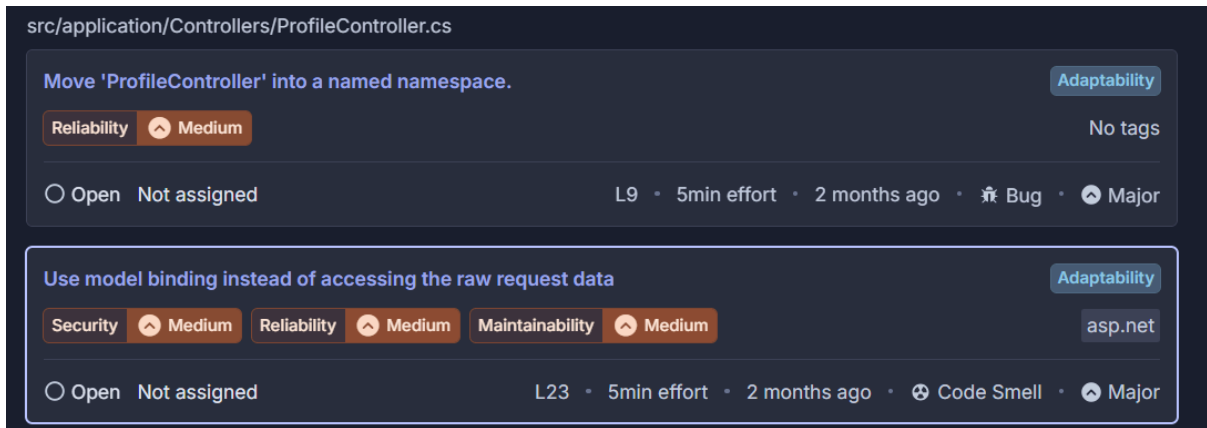 src/application/Controllers/ProfileController.cs
Move 'ProfileController' into a named namespace. Adaptability
Reliability Medium No tags
Open Not assigned L9 • 5min effort • 2 months ago • Bug • Major
Use model binding instead of accessing the raw request data Adaptability
Security Medium Reliability Medium Maintainability Medium asp.net
Open Not assigned L23 • 5min effort • 2 months ago • Code Smell • Major